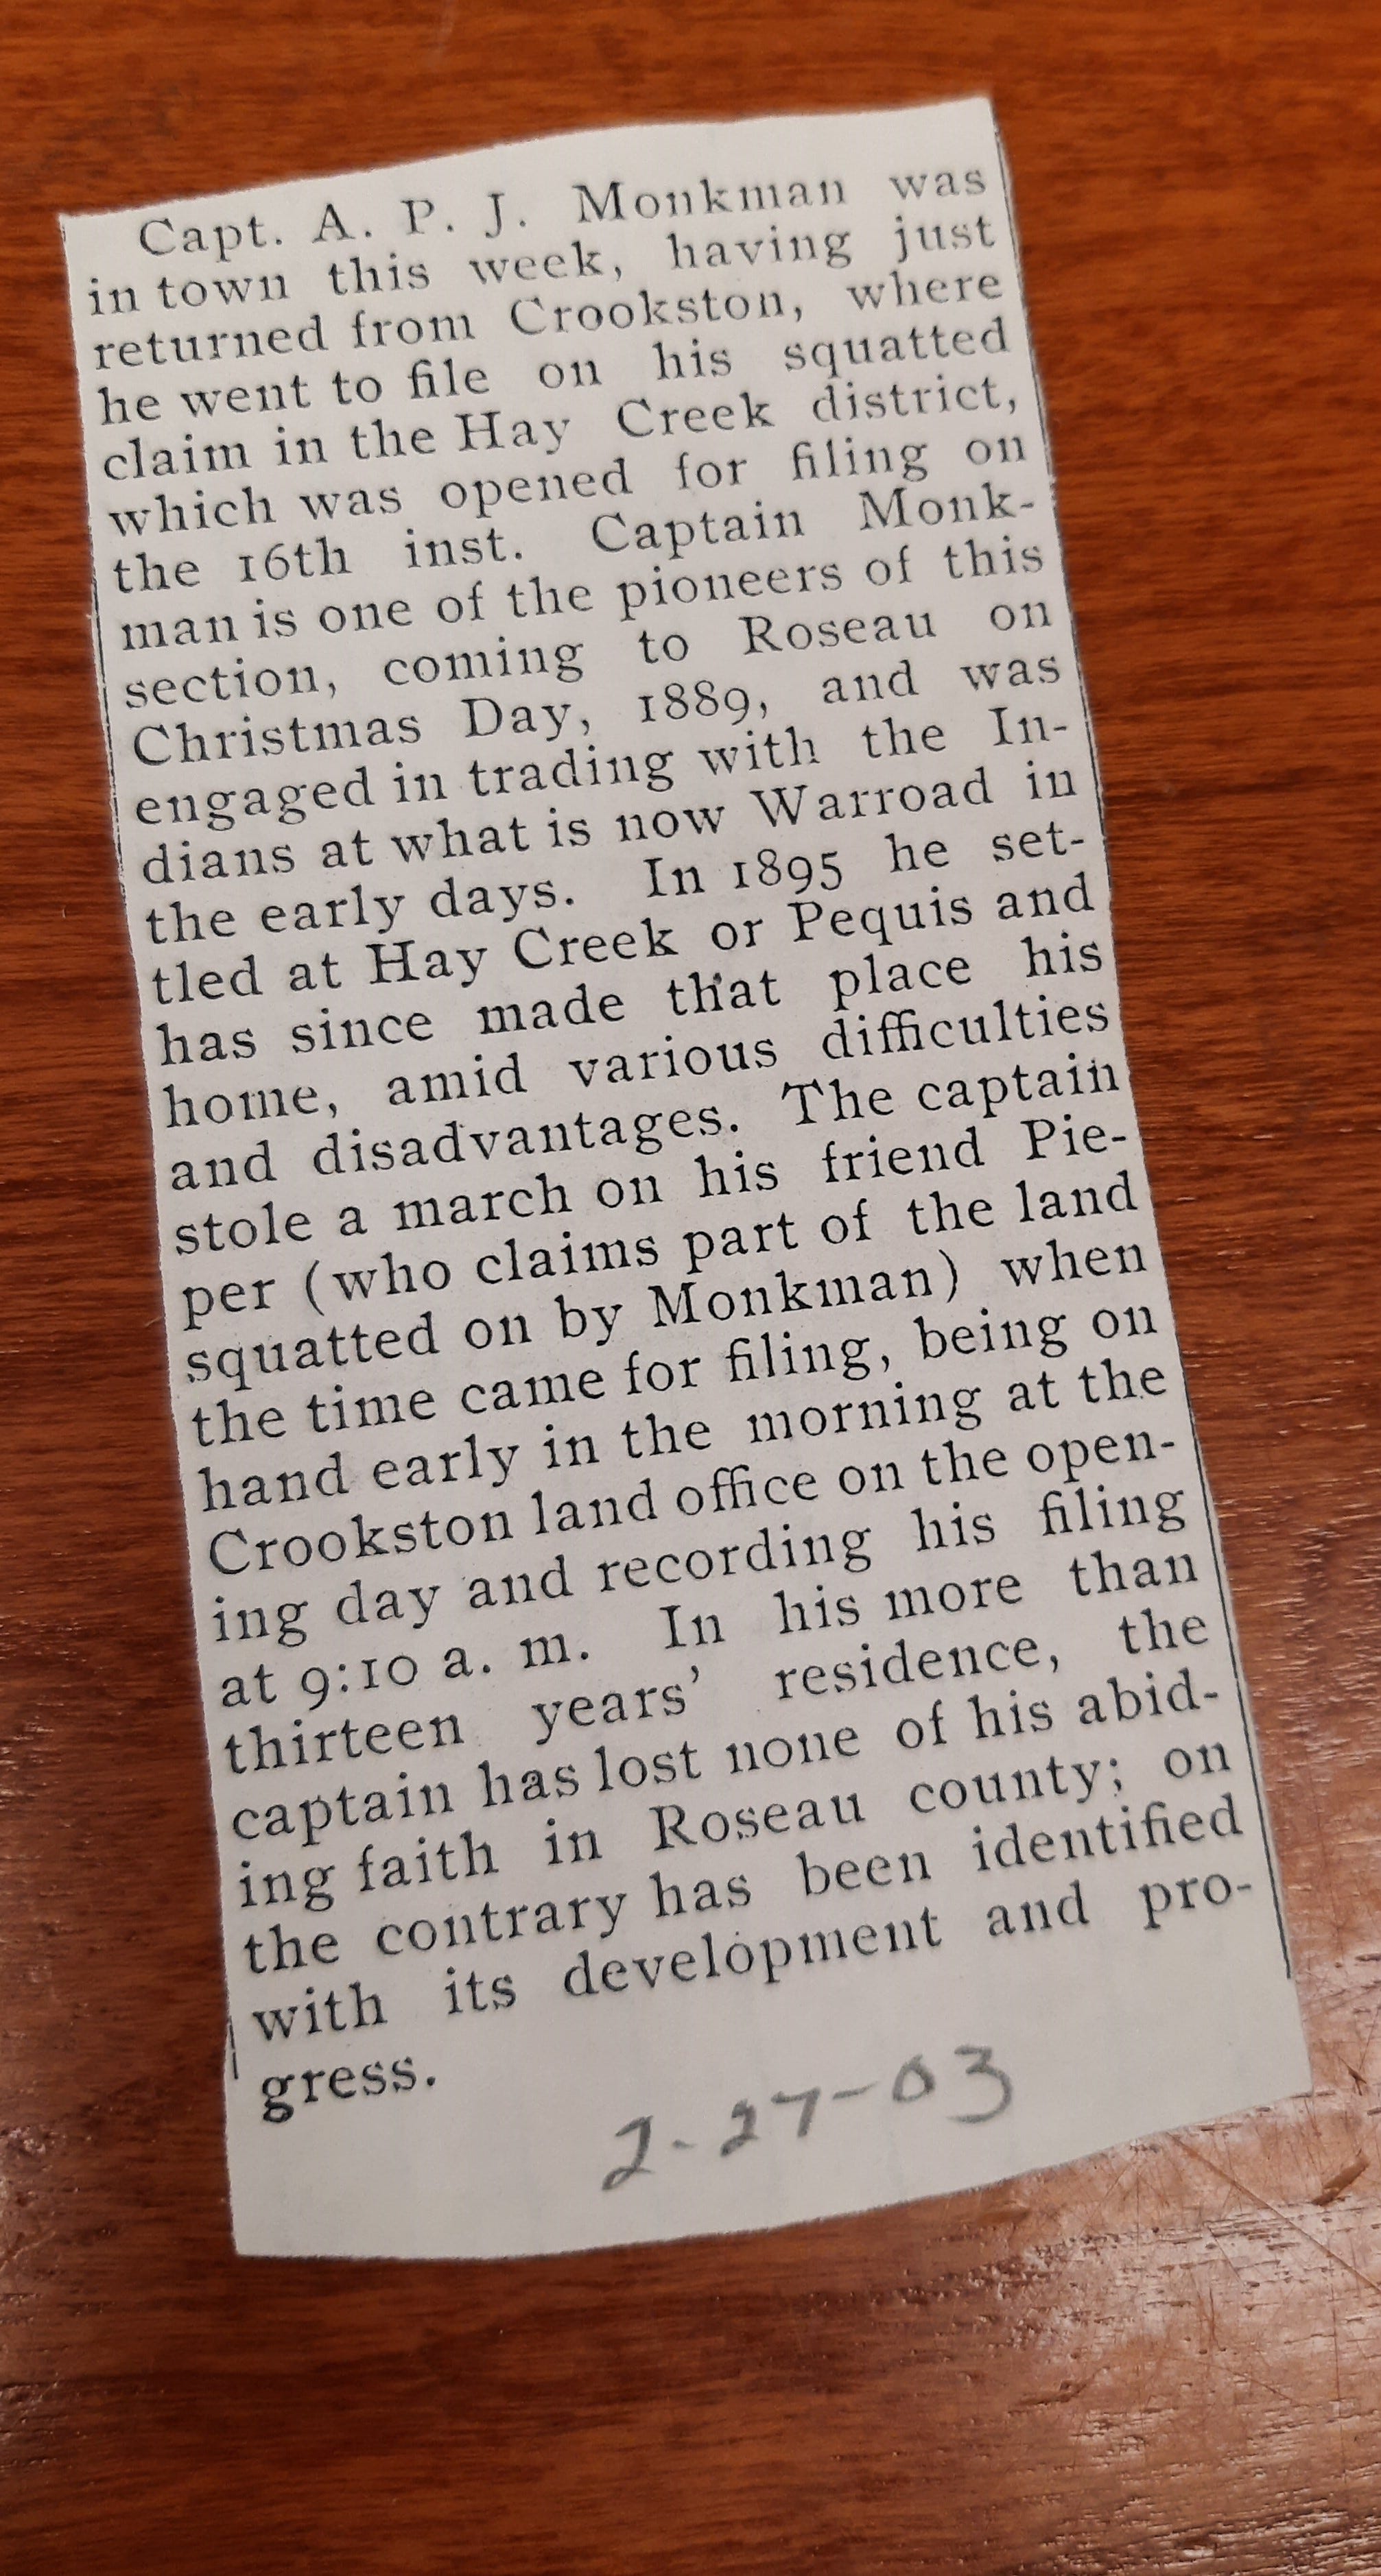 Capt. A. P. J. Monkman was
in town this week, having just
returned from Crookston, where
he went to file on his squatted
claim in the Hay Creek district,
which was opened for filing on
the 16th inst. Captain Monk-
man is one of the pioneers of this
section, coming to Roseau on
Christmas Day, 1889, and was
engaged in trading with the In-
dians at what is now Warroad in
the early days. In 1895 he set-
tled at Hay Creek or Pequis and
has since made that place his
home, amid various difficulties
and disadvantages. The captain
stole a march on his friend Pie-
per (who claims part of the land
squatted on by Monkman) when
the time came for filing, being on
hand early in the morning at the
Crookston land office on the open-
ing day and recording his filing
at 9:10 a. m. In his more than
thirteen years' residence, the
captain has lost none of his abid-
ing faith in Roseau county; on
the contrary has been identified
with its development and pro-
gress.
2-27-03